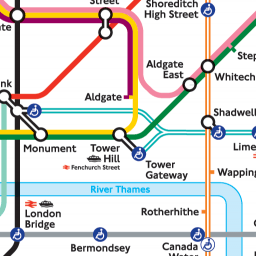 Street
Shoreditch
High Street
ate
Aldgate
East
Step
Whitech
nk
Aldgate
Shadwell
Monument
Tower
Hill
Fenchurch Street
Lime
Tower
Gateway
Wapping
River Thames
London
Bridge
Rotherhithe
Bermondsey
Canada
Water